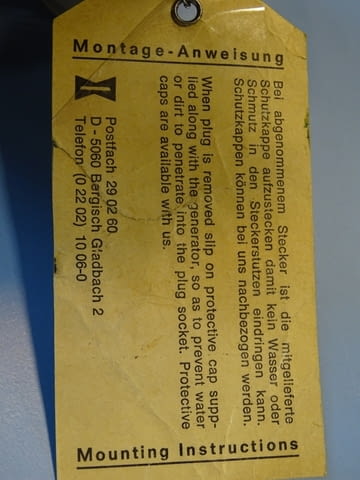 Montage-Anweisung
Bei abgenommenem Stecker ist die mitgelieferte
Schutzkappe aufzustecken damit kein Wasser oder
Schmutz in den Steckerstutzen eindringen kann.
Schutzkappen können bei uns nachbezogen werden.
When plug is removed slip on protective cap supp-
lied along with the generator, so as to prevent water
or dirt to penetrate into the plug socket. Protective
caps are available with us.
Postfach 29 02 60
D - 5060 Bergisch Gladbach 2
Telefon (0 22 02) 10 06-0
Mounting Instructions